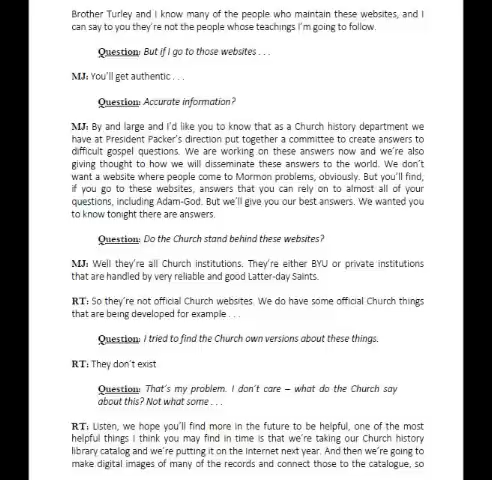 Brother Turley and I know many of the people who maintain these websites, and I
can say to you they're not the people whose teachings I'm going to follow.
Question: But if I go to those websites . . .
MJ: You'll get authentic . . .
Question: Accurate information?
MJ: By and large and I'd like you to know that as a Church history department we
have at President Packer's direction put together a committee to create answers to
difficult gospel questions. We are working on these answers now and we're also
giving thought to how we will disseminate these answers to the world. We don't
want a website where people come to Mormon problems, obviously. But you'll find,
if you go to these websites, answers that you can rely on to almost all of your
questions, including Adam-God. But we'll give you our best answers. We wanted you
to know tonight there are answers.
Question: Do the Church stand behind these websites?
MJ: Well they're all Church institutions. They're either BYU or private institutions
that are handled by very reliable and good Latter-day Saints.
RT: So they're not official Church websites. We do have some official Church things
that are being developed for example . . .
Question: I tried to find the Church own versions about these things.
RT: They don't exist
Question: That's my problem. I don't care – what do the Church say
about this? Not what some . . .
RT: Listen, we hope you'll find more in the future to be helpful, one of the most
helpful things I think you may find in time is that we're taking our Church history
library catalog and we're putting it on the Internet next year. And then we're going to
make digital images of many of the records and connect those to the catalogue, so